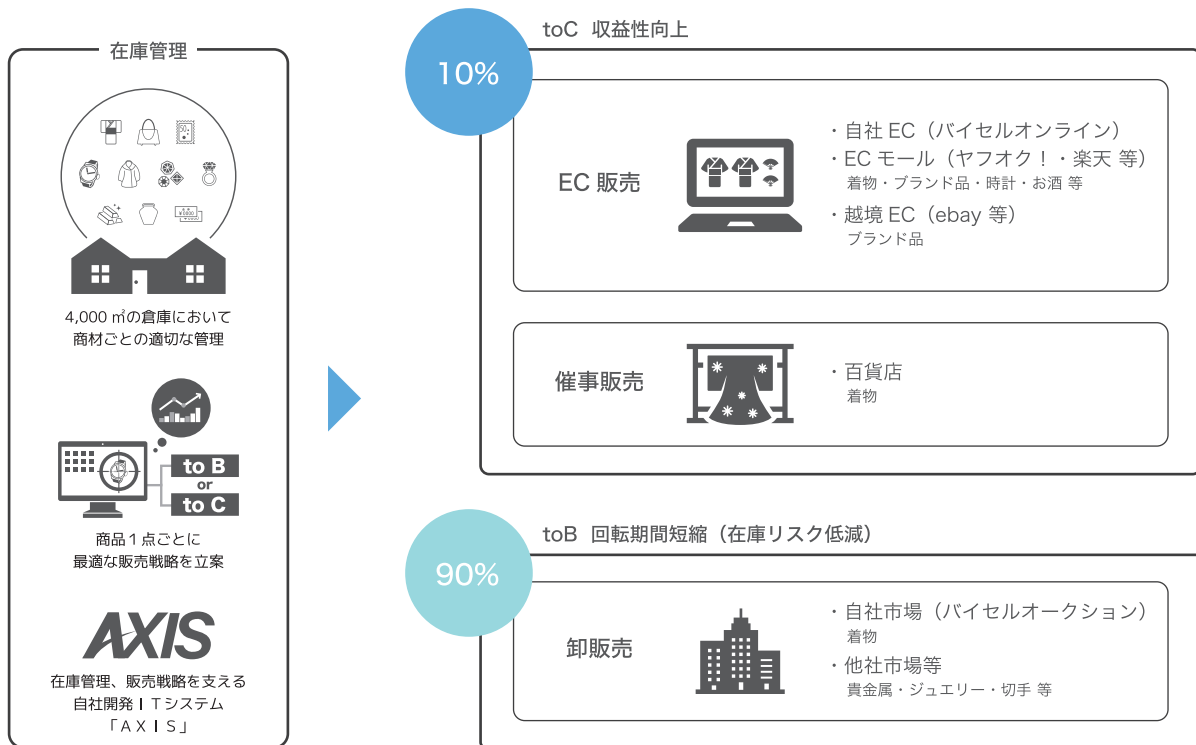 在庫管理
4,000 ㎡の倉庫において
商材ごとの適切な管理
to B
or
to C
商品１点ごとに
最適な販売戦略を立案
AXIS
在庫管理、販売戦略を支える
自社開発ＩＴシステム
「ＡＸＩＳ」
10%
toC 収益性向上
EC 販売
・自社 EC（バイセルオンライン）
・EC モール（ヤフオク！・楽天 等）
着物・ブランド品・時計・お酒 等
・越境 EC（ebay 等）
ブランド品
催事販売
・百貨店
着物
90%
toB 回転期間短縮（在庫リスク低減）
卸販売
・自社市場（バイセルオークション）
着物
・他社市場等
貴金属・ジュエリー・切手 等